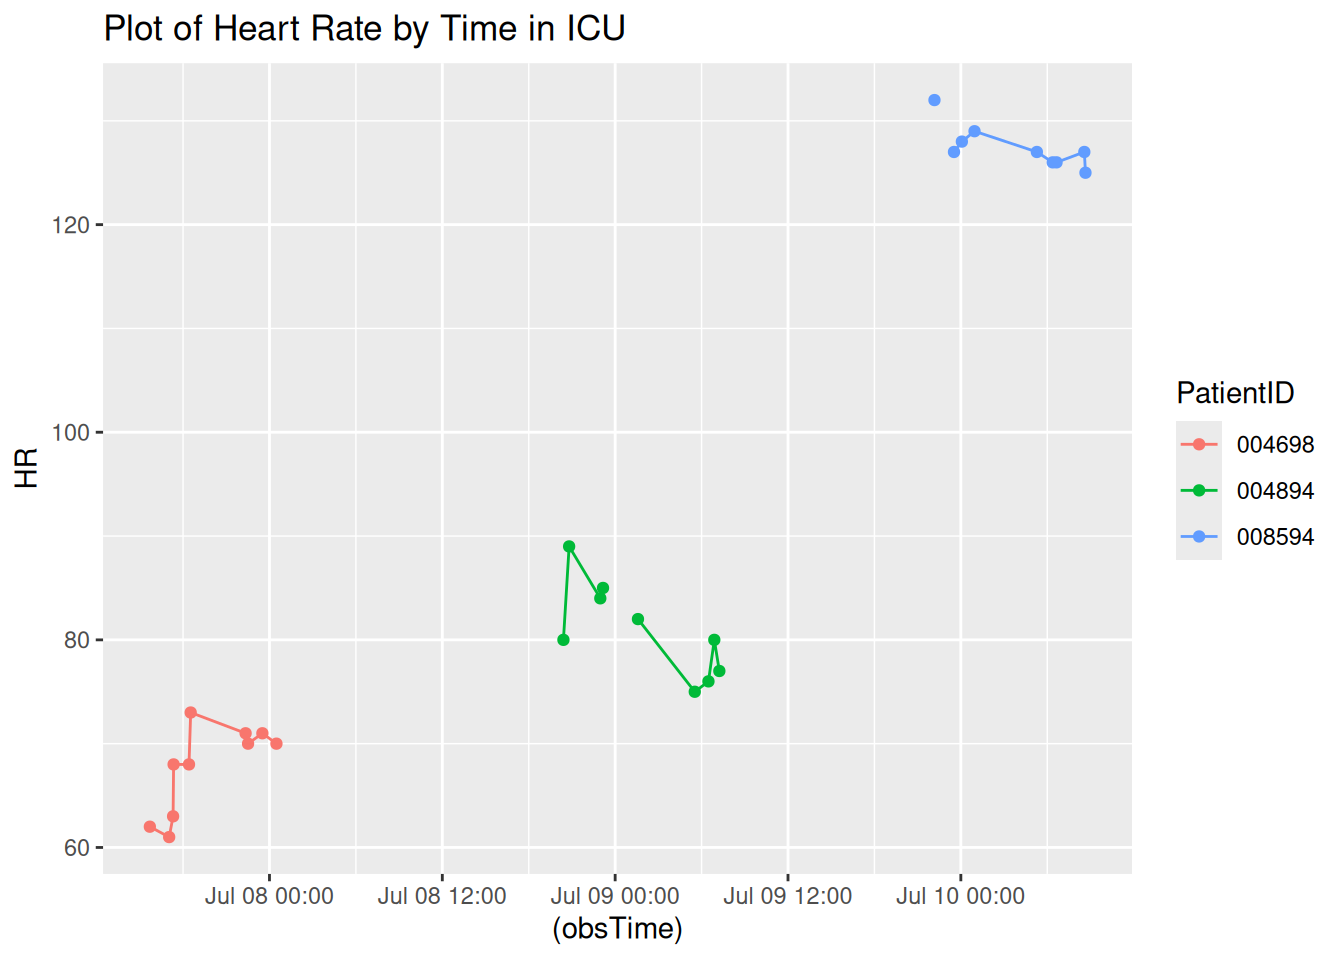 Plot of Heart Rate by Time in ICU
HR
120
100
80
60
Jul 08 00:00 Jul 08 12:00 Jul 09 00:00 Jul 09 12:00 Jul 10 00:00
(obsTime)
PatientID
004698
004894
008594